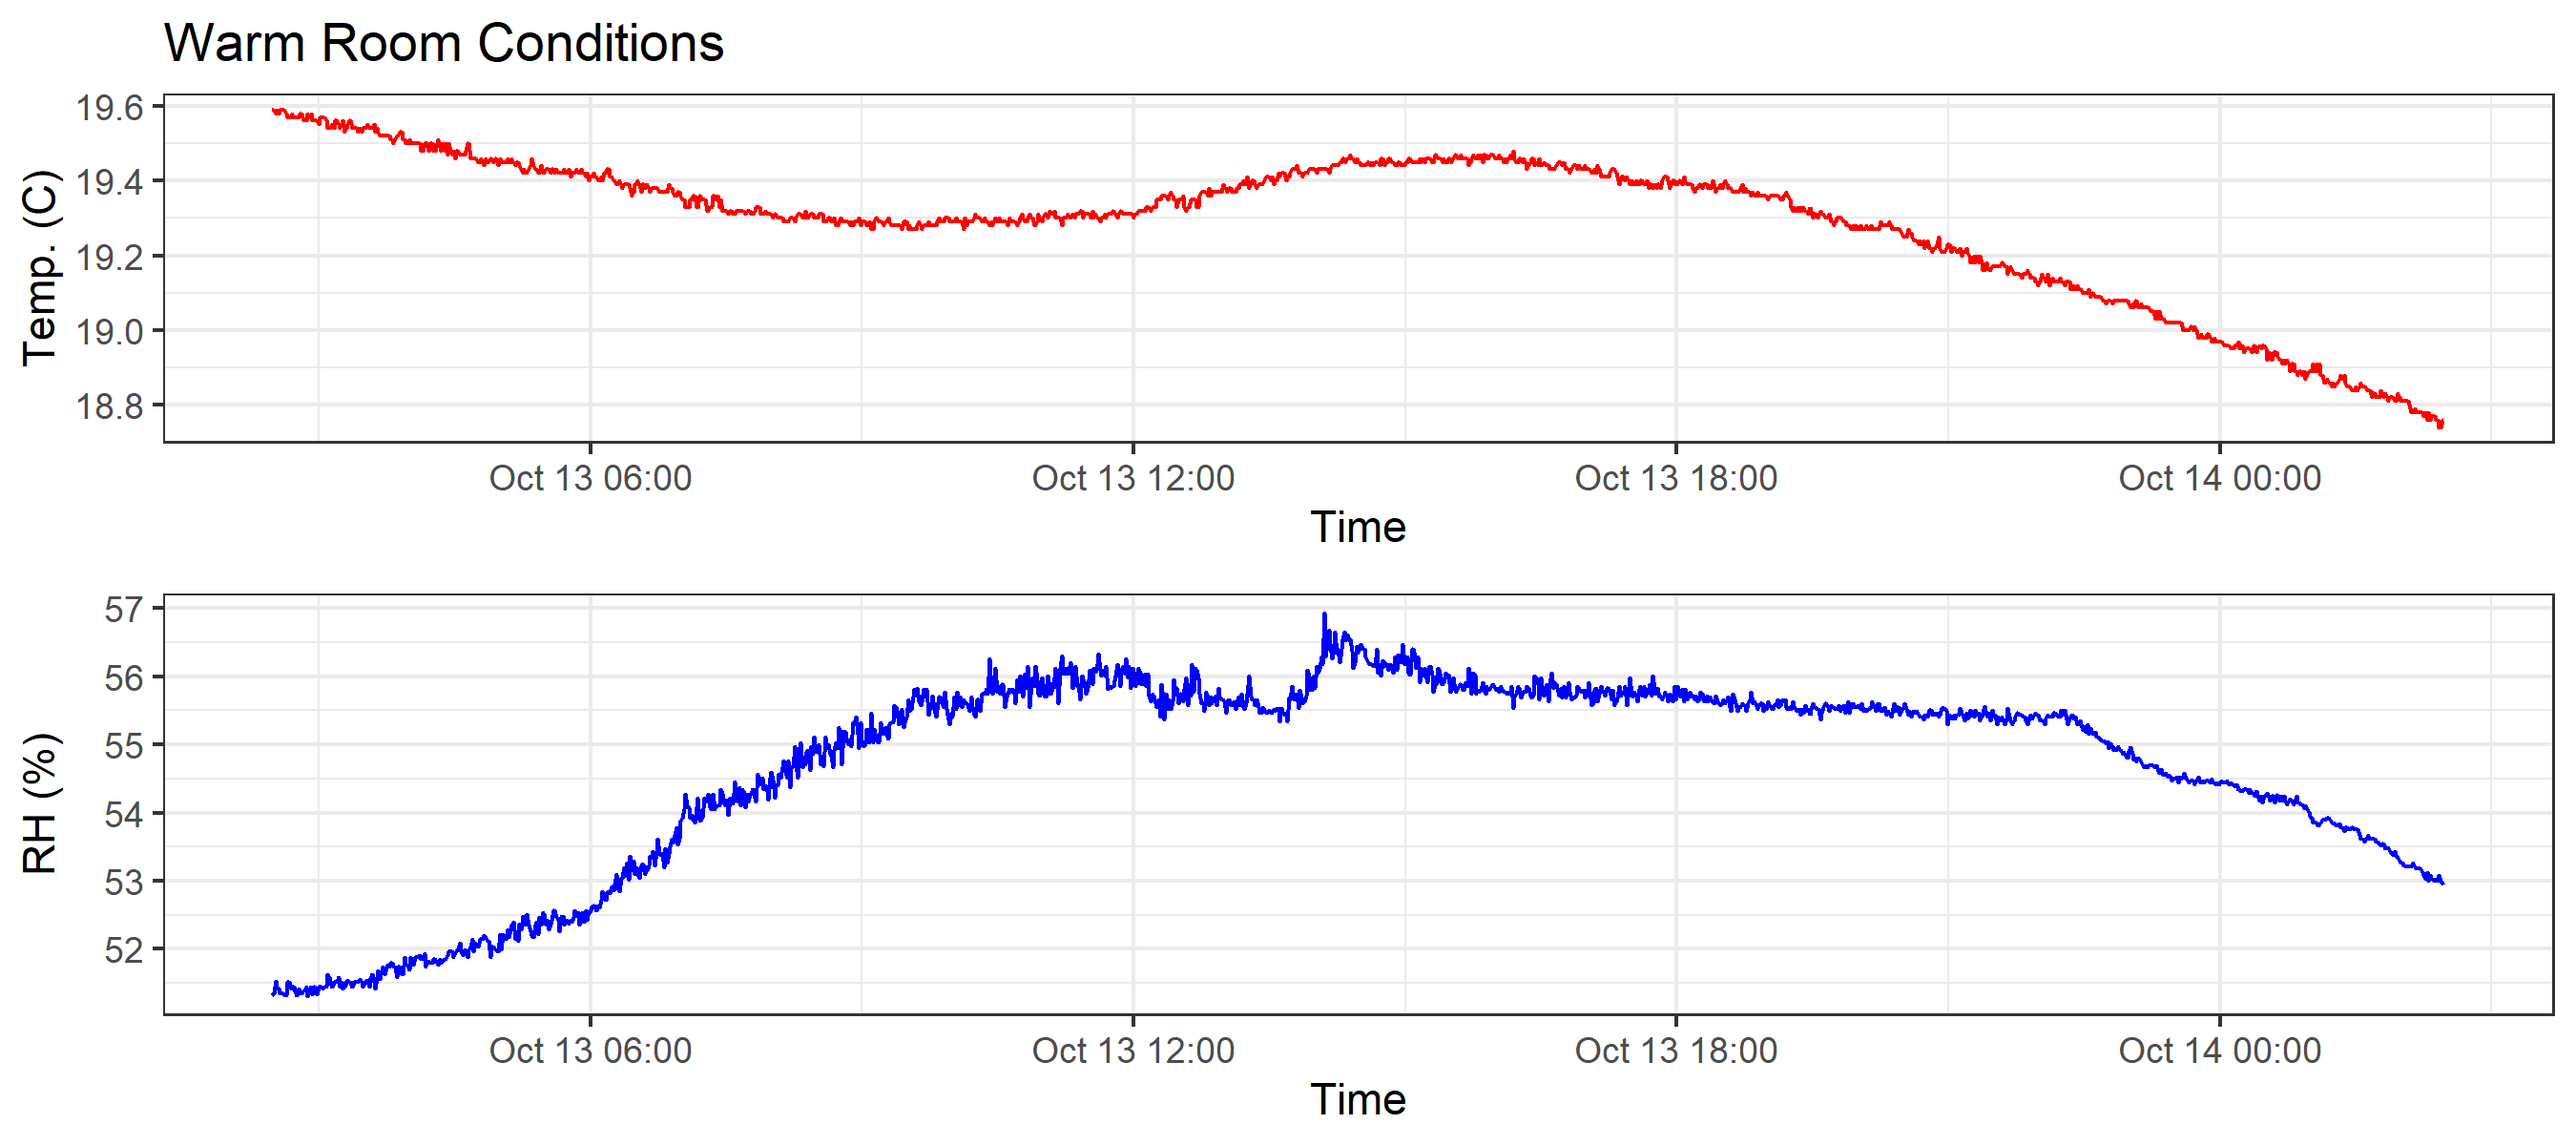 Warm Room Conditions
19.6
19.4
19.2
19.0
18.8
Temp. (C)
Oct 13 06:00 Oct 13 12:00 Oct 13 18:00 Oct 14 00:00
Time
57
56
55
54
53
52
RH (%)
Oct 13 06:00 Oct 13 12:00 Oct 13 18:00 Oct 14 00:00
Time